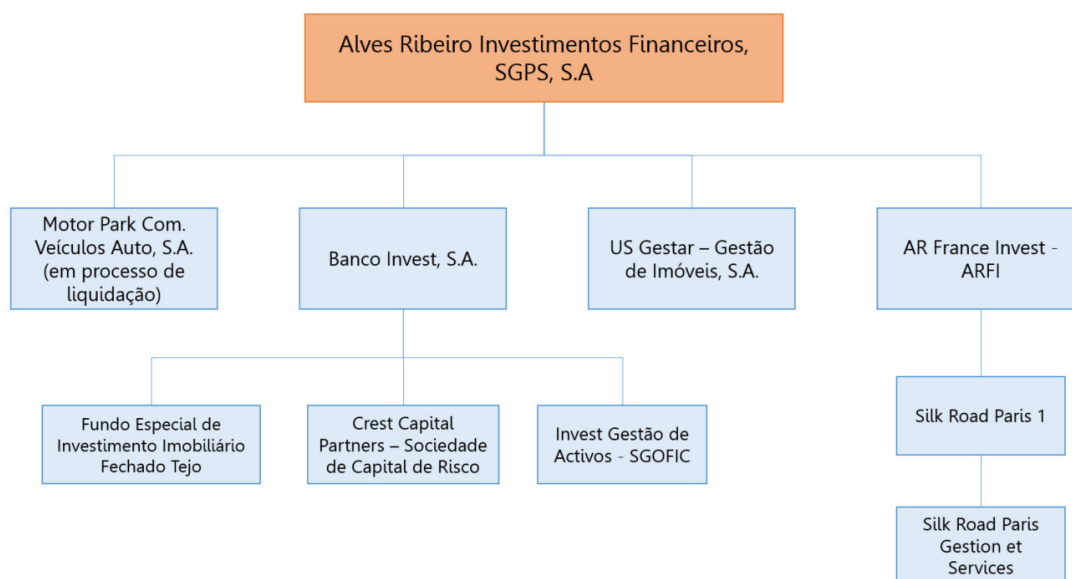 Alves Ribeiro Investimentos Financeiros,
SGPS, S.A
Motor Park Com.
Veículos Auto, S.A.
(em processo de
liquidação)
Banco Invest, S.A.
US Gestar – Gestão
de Imóveis, S.A.
AR France Invest -
ARFI
Fundo Especial de
Investimento Imobiliário
Fechado Tejo
Crest Capital
Partners – Sociedade
de Capital de Risco
Invest Gestão de
Activos - SGOFIC
Silk Road Paris 1
Silk Road Paris
Gestion et
Services